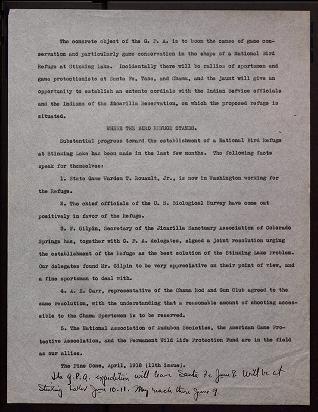 The concrete object of the G. P. A. is to boom the cause of game con-
servation and particularly game conservation in the shape of a National Bird
Refuge at Stinking Lake. Incidentally there will be rallies of sportsmen and
game protectionists at Santa Fe, Taos, and Chama, and the jaunt will give an
opportunity to establish an entente cordiale with the Indian Service officials
and the Indians of the Jicarilla Reservation, on which the proposed refuge is
situated.
WHERE THE BIRD REFUGE STANDS.
Substantial progress toward the establishment of a National Bird Refuge
at Stinking Lake has been made in the last few months. The following facts
speak for themselves:
1. State Game Warden T. Rouault, Jr., is now in Washington working for
the Refuge.
2. The chief officials of the U. S. Biological Survey have come out
positively in favor of the Refuge.
3. F. Gilpin, Secretary of the Jicarilla Sanctuary Association of Colorado
Springs has, together with G. P. A. delegates, signed a joint resolution urging
the establishment of the Refuge as the best solution of the Stinking Lake Problem.
Our delegates found Mr. Gilpin to be very appreciative on their point of view, and
a fine sportsman to deal with.
4. A. E. Carr, representative of the Chama Rod and Gun Club agreed to the
same resolution, with the understanding that a reasonable amount of shooting acces-
sible to the Chama Sportsmen is to be reserved.
5. The National Association of Audubon Societies, the American Game Pro-
tective Association, and the Permanent Wild Life Protection Fund are in the field
as our allies.
The Pine Cone, April, 1918 (11th issue).
The G.P.A. expedition will leave Santa Fe June 8. Will be at
Stinking Lake June 10-11. May reach there June 9.